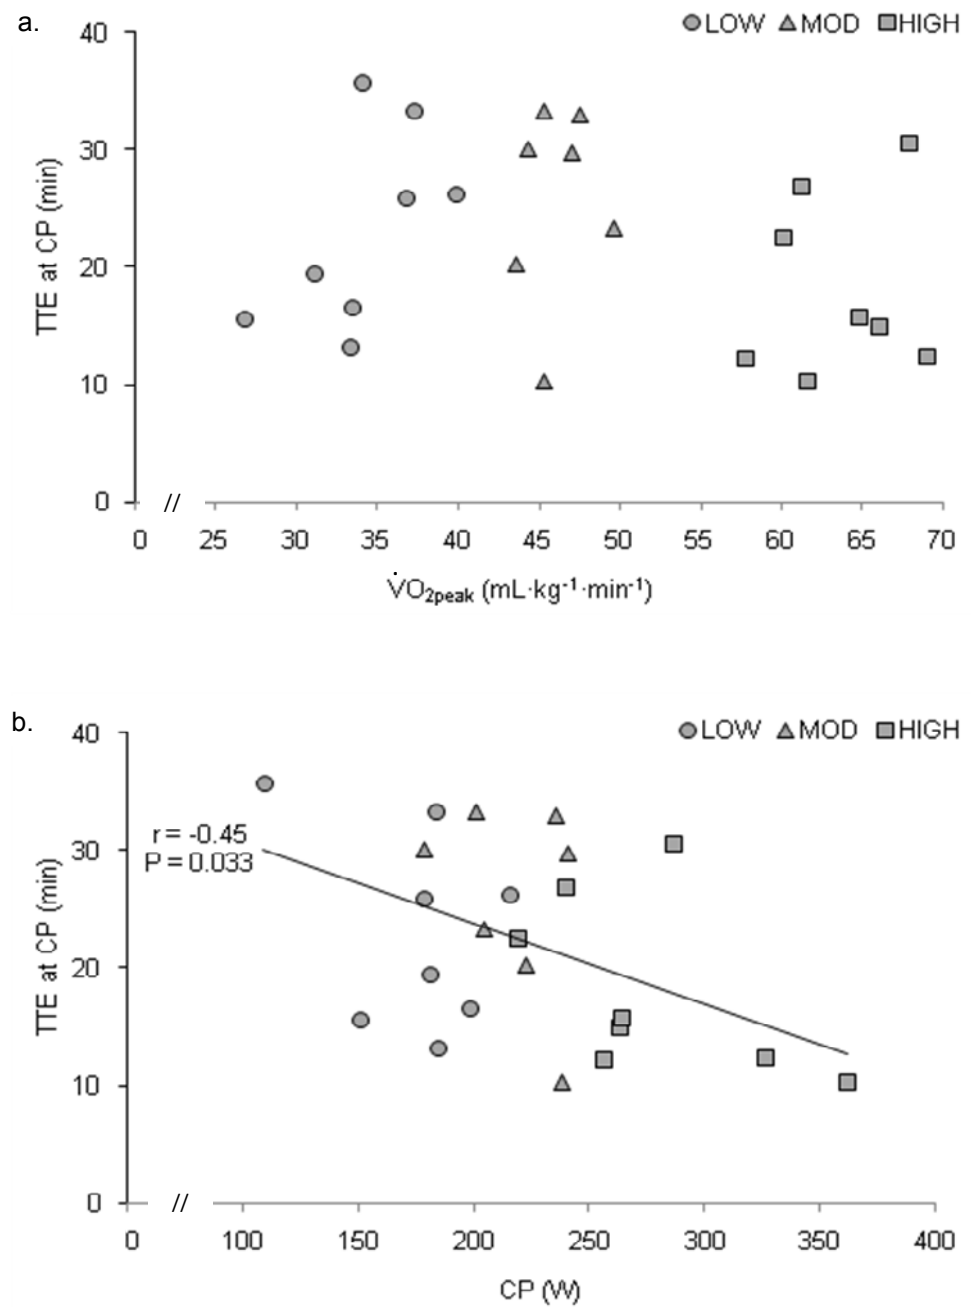 a.
LOW MOD HIGH
40
30
20
10
0
TTE at CP (min)
//
0 25 30 35 40 45 50 55 60 65 70
V̇O₂peak (mL·kg⁻¹·min⁻¹)
b.
LOW MOD HIGH
40
30
20
10
0
TTE at CP (min)
r = -0.45
P = 0.033
//
0 100 150 200 250 300 350 400
CP (W)